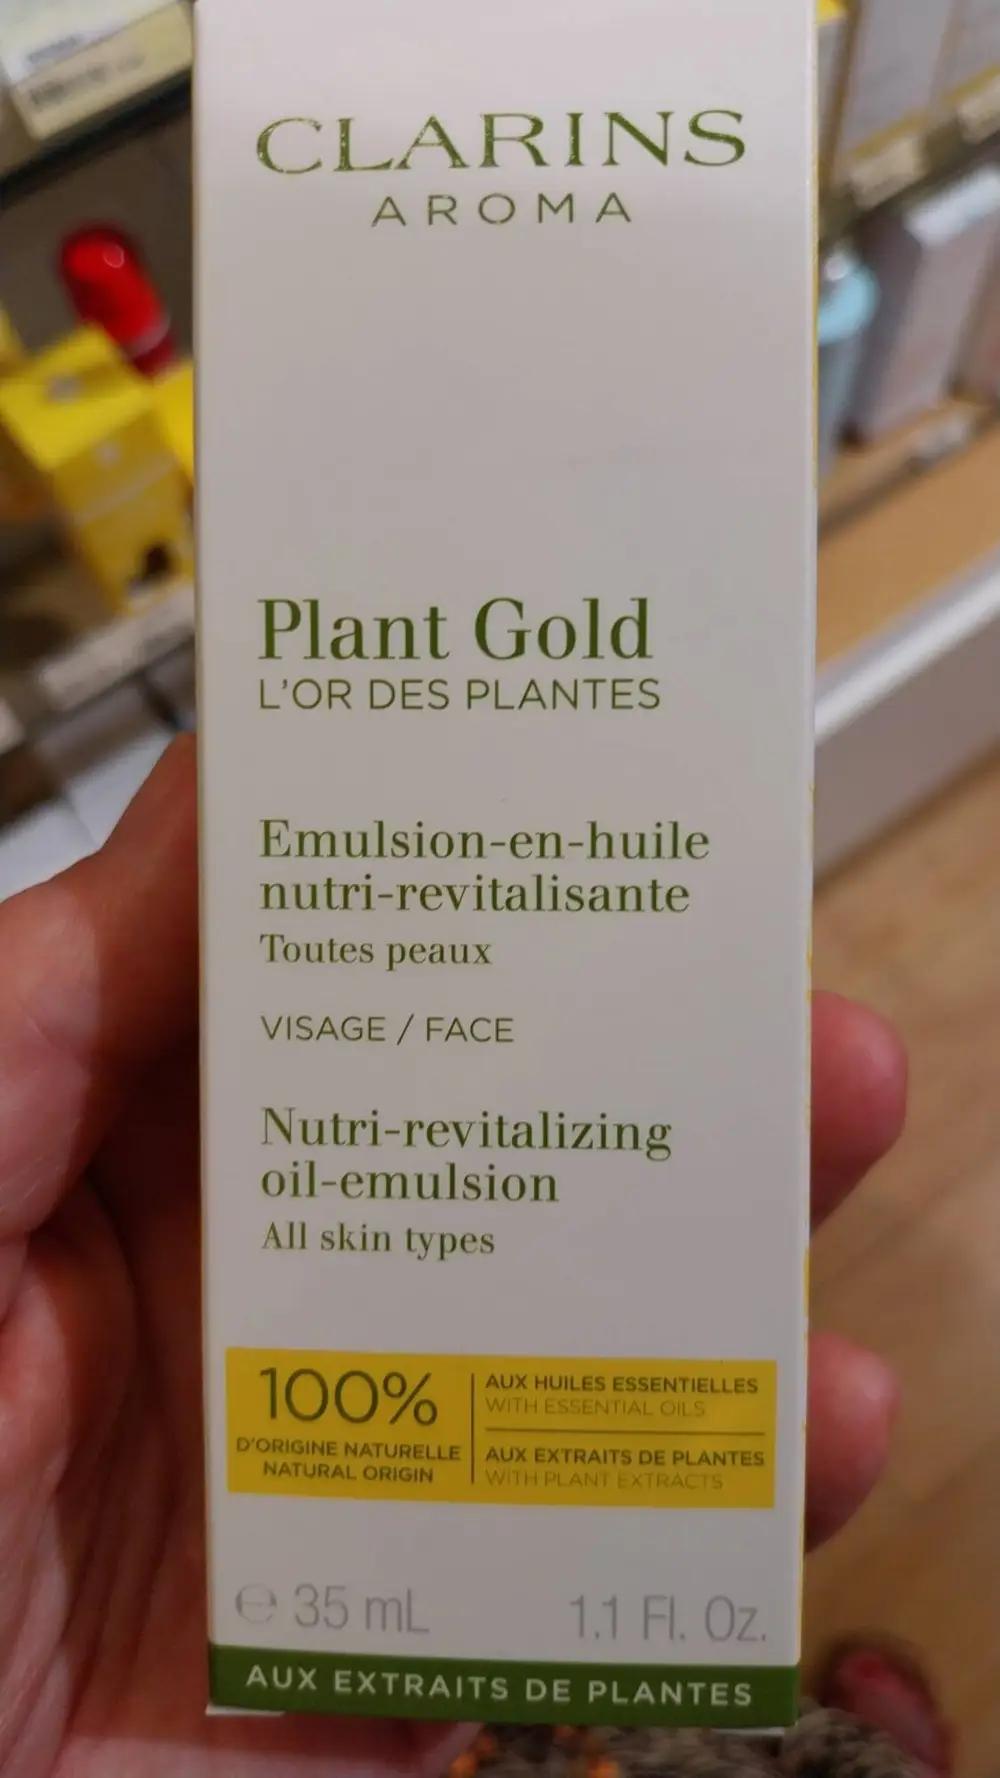 CLARINS
AROMA
Plant Gold
L'OR DES PLANTES
Emulsion-en-huile
nutri-revitalisante
Toutes peaux
VISAGE / FACE
Nutri-revitalizing
oil-emulsion
All skin types
100%
D'ORIGINE NATURELLE
NATURAL ORIGIN
AUX HUILES ESSENTIELLES
WITH ESSENTIAL OILS
AUX EXTRAITS DE PLANTES
WITH PLANT EXTRACTS
℮ 35 mL 1.1 Fl. Oz.
AUX EXTRAITS DE PLANTES